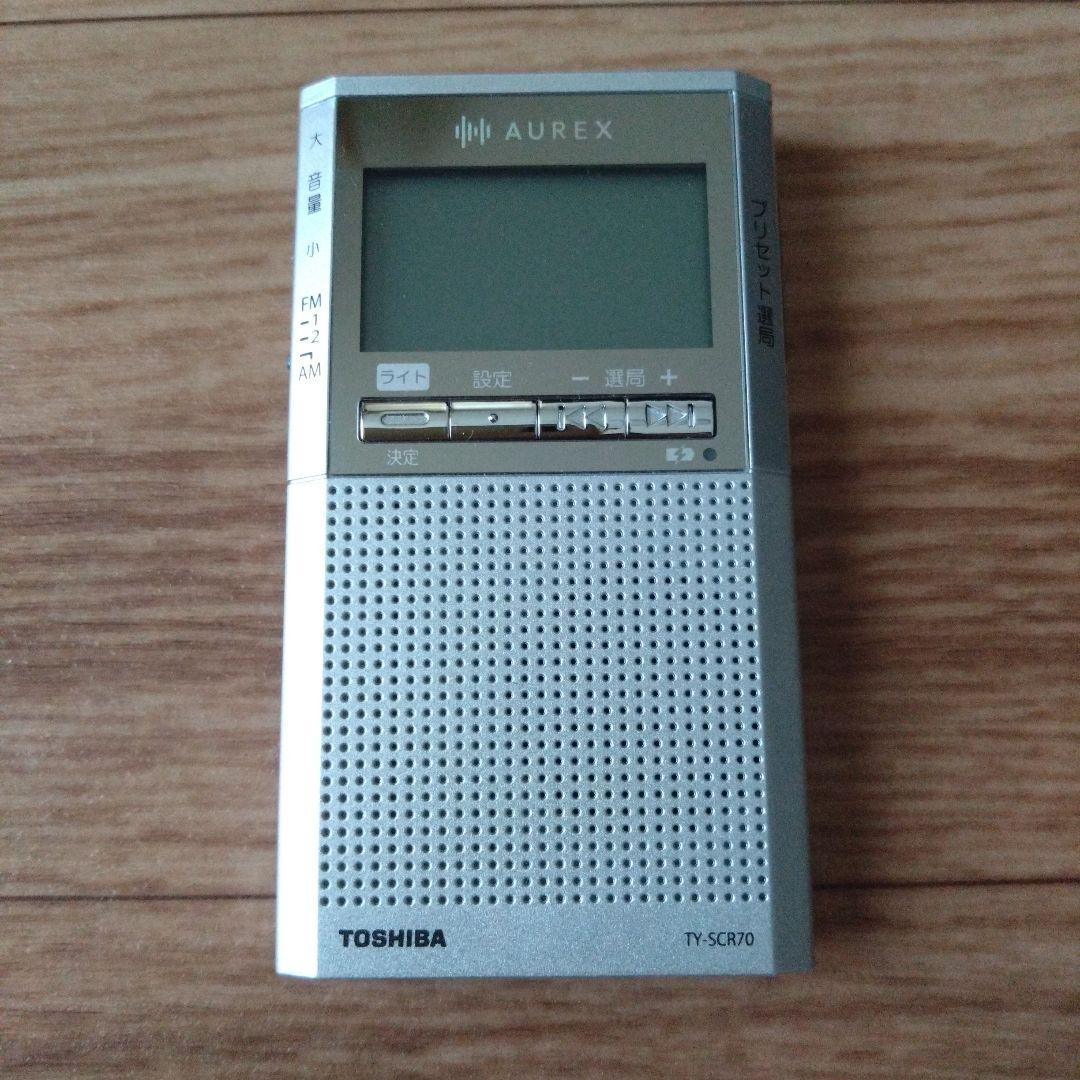 AUREX
大
音量
小
FM
1
2
AM
プリセット選局
ライト
設定
− 選局 +
決定
TOSHIBA
TY-SCR70